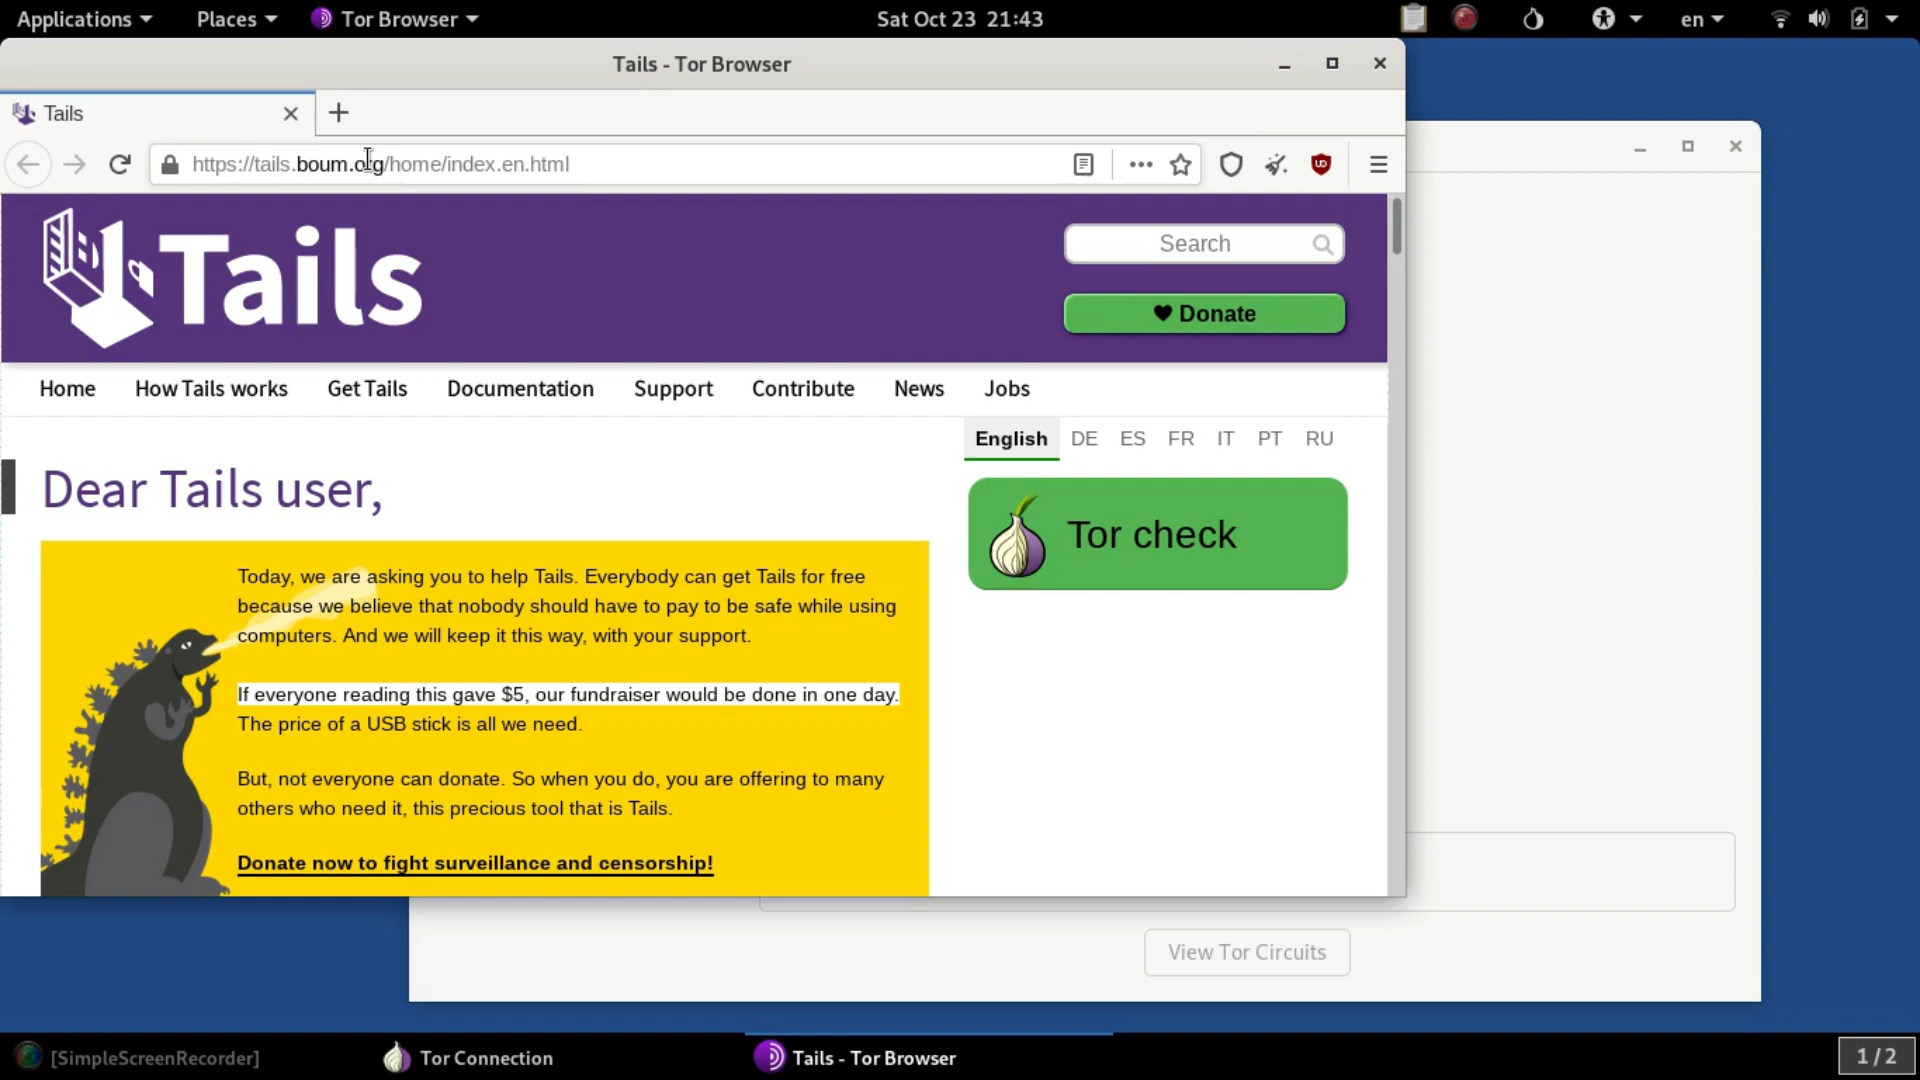 Applications Places Tor Browser Sat Oct 23 21:43 en
Tails - Tor Browser
Tails
https://tails.boum.org/home/index.en.html
Tails
Search
Donate
Home How Tails works Get Tails Documentation Support Contribute News Jobs
English DE ES FR IT PT RU
Dear Tails user,
Tor check
Today, we are asking you to help Tails. Everybody can get Tails for free
because we believe that nobody should have to pay to be safe while using
computers. And we will keep it this way, with your support.
If everyone reading this gave $5, our fundraiser would be done in one day.
The price of a USB stick is all we need.
But, not everyone can donate. So when you do, you are offering to many
others who need it, this precious tool that is Tails.
Donate now to fight surveillance and censorship!
View Tor Circuits
[SimpleScreenRecorder] Tor Connection Tails - Tor Browser 1 / 2